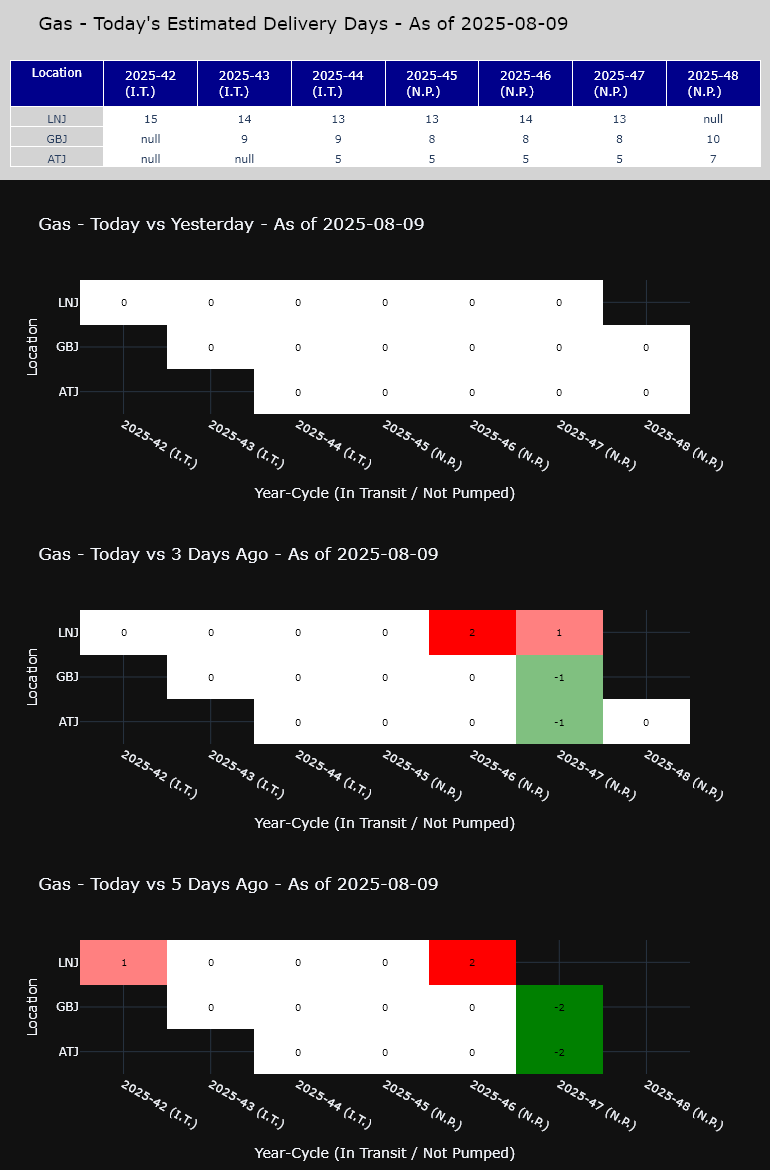 Gas - Today's Estimated Delivery Days - As of 2025-08-09
Location 2025-42 (I.T.) 2025-43 (I.T.) 2025-44 (I.T.) 2025-45 (N.P.) 2025-46 (N.P.) 2025-47 (N.P.) 2025-48 (N.P.)
LNJ 15 14 13 13 14 13 null
GBJ null 9 9 8 8 8 10
ATJ null null 5 5 5 5 7
Gas - Today vs Yesterday - As of 2025-08-09
Location
LNJ 0 0 0 0 0 0
GBJ 0 0 0 0 0 0
ATJ 0 0 0 0 0
2025-42 (I.T.) 2025-43 (I.T.) 2025-44 (I.T.) 2025-45 (N.P.) 2025-46 (N.P.) 2025-47 (N.P.) 2025-48 (N.P.)
Year-Cycle (In Transit / Not Pumped)
Gas - Today vs 3 Days Ago - As of 2025-08-09
Location
LNJ 0 0 0 0 2 1
GBJ 0 0 0 0 -1
ATJ 0 0 0 -1 0
2025-42 (I.T.) 2025-43 (I.T.) 2025-44 (I.T.) 2025-45 (N.P.) 2025-46 (N.P.) 2025-47 (N.P.) 2025-48 (N.P.)
Year-Cycle (In Transit / Not Pumped)
Gas - Today vs 5 Days Ago - As of 2025-08-09
Location
LNJ 1 0 0 0 2
GBJ 0 0 0 0 -2
ATJ 0 0 0 -2
2025-42 (I.T.) 2025-43 (I.T.) 2025-44 (I.T.) 2025-45 (N.P.) 2025-46 (N.P.) 2025-47 (N.P.) 2025-48 (N.P.)
Year-Cycle (In Transit / Not Pumped)